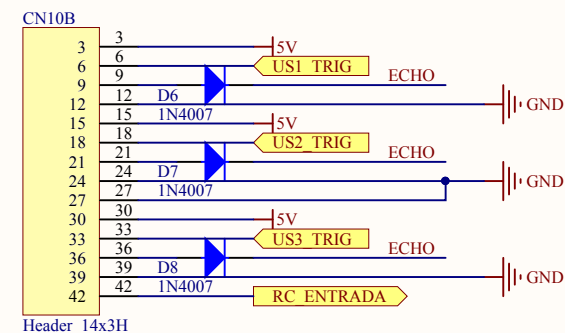 CN10B
3 3 5V
6 6 US1_TRIG
9 9 ECHO
12 12 D6 GND
1N4007
15 15 5V
18 18 US2_TRIG
21 21 ECHO
24 24 D7 GND
1N4007
27 27
30 30 5V
33 33 US3_TRIG
36 36 ECHO
39 39 D8 GND
1N4007
42 42 RC_ENTRADA
Header 14x3H